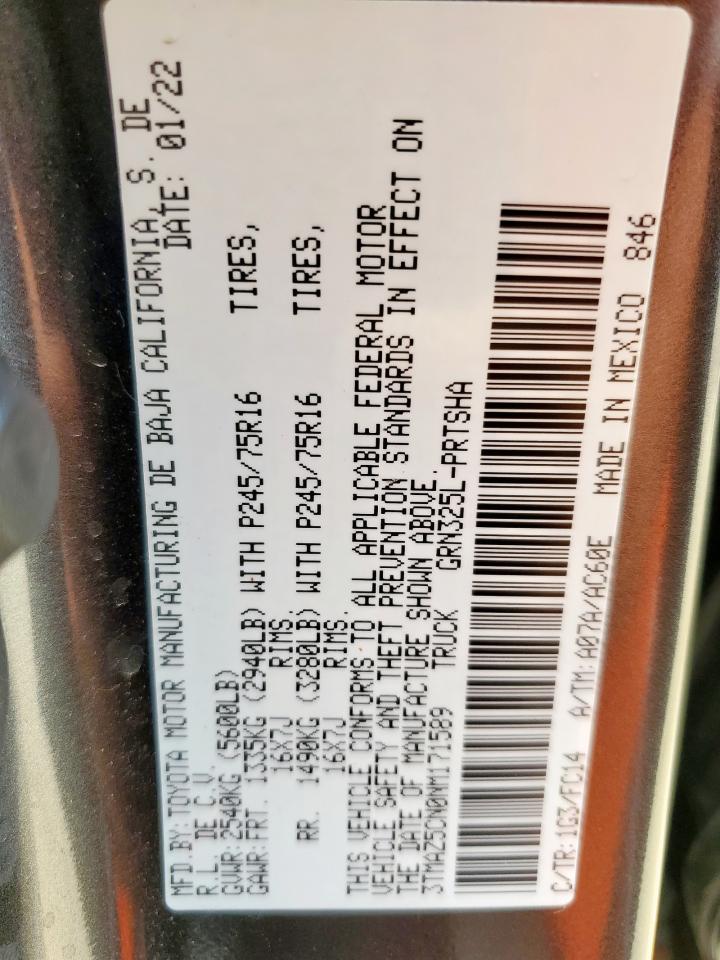 MFD.BY: TOYOTA MOTOR MANUFACTURING DE BAJA CALIFORNIA, S. DE
R.L. DE C.V. DATE: 01/22
GVWR: 2540KG (5600LB)
GAWR: FRT. 1335KG (2940LB) WITH P245/75R16 TIRES,
16X7J RIMS.
RR. 1490KG (3280LB) WITH P245/75R16 TIRES,
16X7J RIMS.
THIS VEHICLE CONFORMS TO ALL APPLICABLE FEDERAL MOTOR
VEHICLE SAFETY AND THEFT PREVENTION STANDARDS IN EFFECT ON
THE DATE OF MANUFACTURE SHOWN ABOVE.
3TMAZ5CN0NM171589 TRUCK GRN325L-PRTSHA
C/TR: 1G3/FC14 A/TM: A07A/AC60E MADE IN MEXICO 846